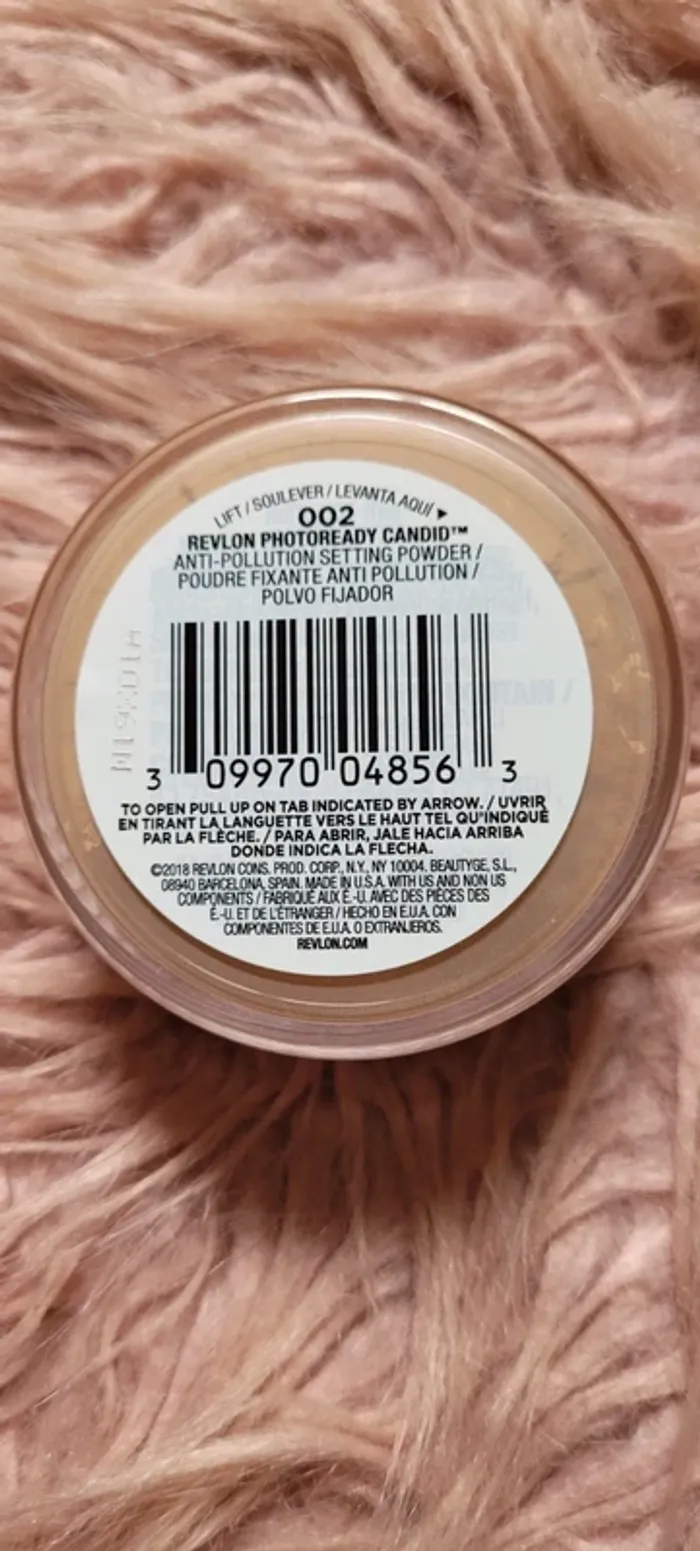 LIFT / SOULEVER / LEVANTA AQUÍ ►
002
REVLON PHOTOREADY CANDID™
ANTI-POLLUTION SETTING POWDER /
POUDRE FIXANTE ANTI POLLUTION /
POLVO FIJADOR
3 09970 04856 3
TO OPEN PULL UP ON TAB INDICATED BY ARROW. / UVRIR
EN TIRANT LA LANGUETTE VERS LE HAUT TEL QU'INDIQUÉ
PAR LA FLÈCHE. / PARA ABRIR, JALE HACIA ARRIBA
DONDE INDICA LA FLECHA.
©2018 REVLON CONS. PROD. CORP., N.Y., NY 10004. BEAUTYGE, S.L.,
08940 BARCELONA, SPAIN. MADE IN U.S.A. WITH US AND NON US
COMPONENTS / FABRIQUÉ AUX É.-U. AVEC DES PIÈCES DES
É.-U. ET DE L'ÉTRANGER / HECHO EN E.U.A. CON
COMPONENTES DE E.U.A. O EXTRANJEROS.
REVLON.COM